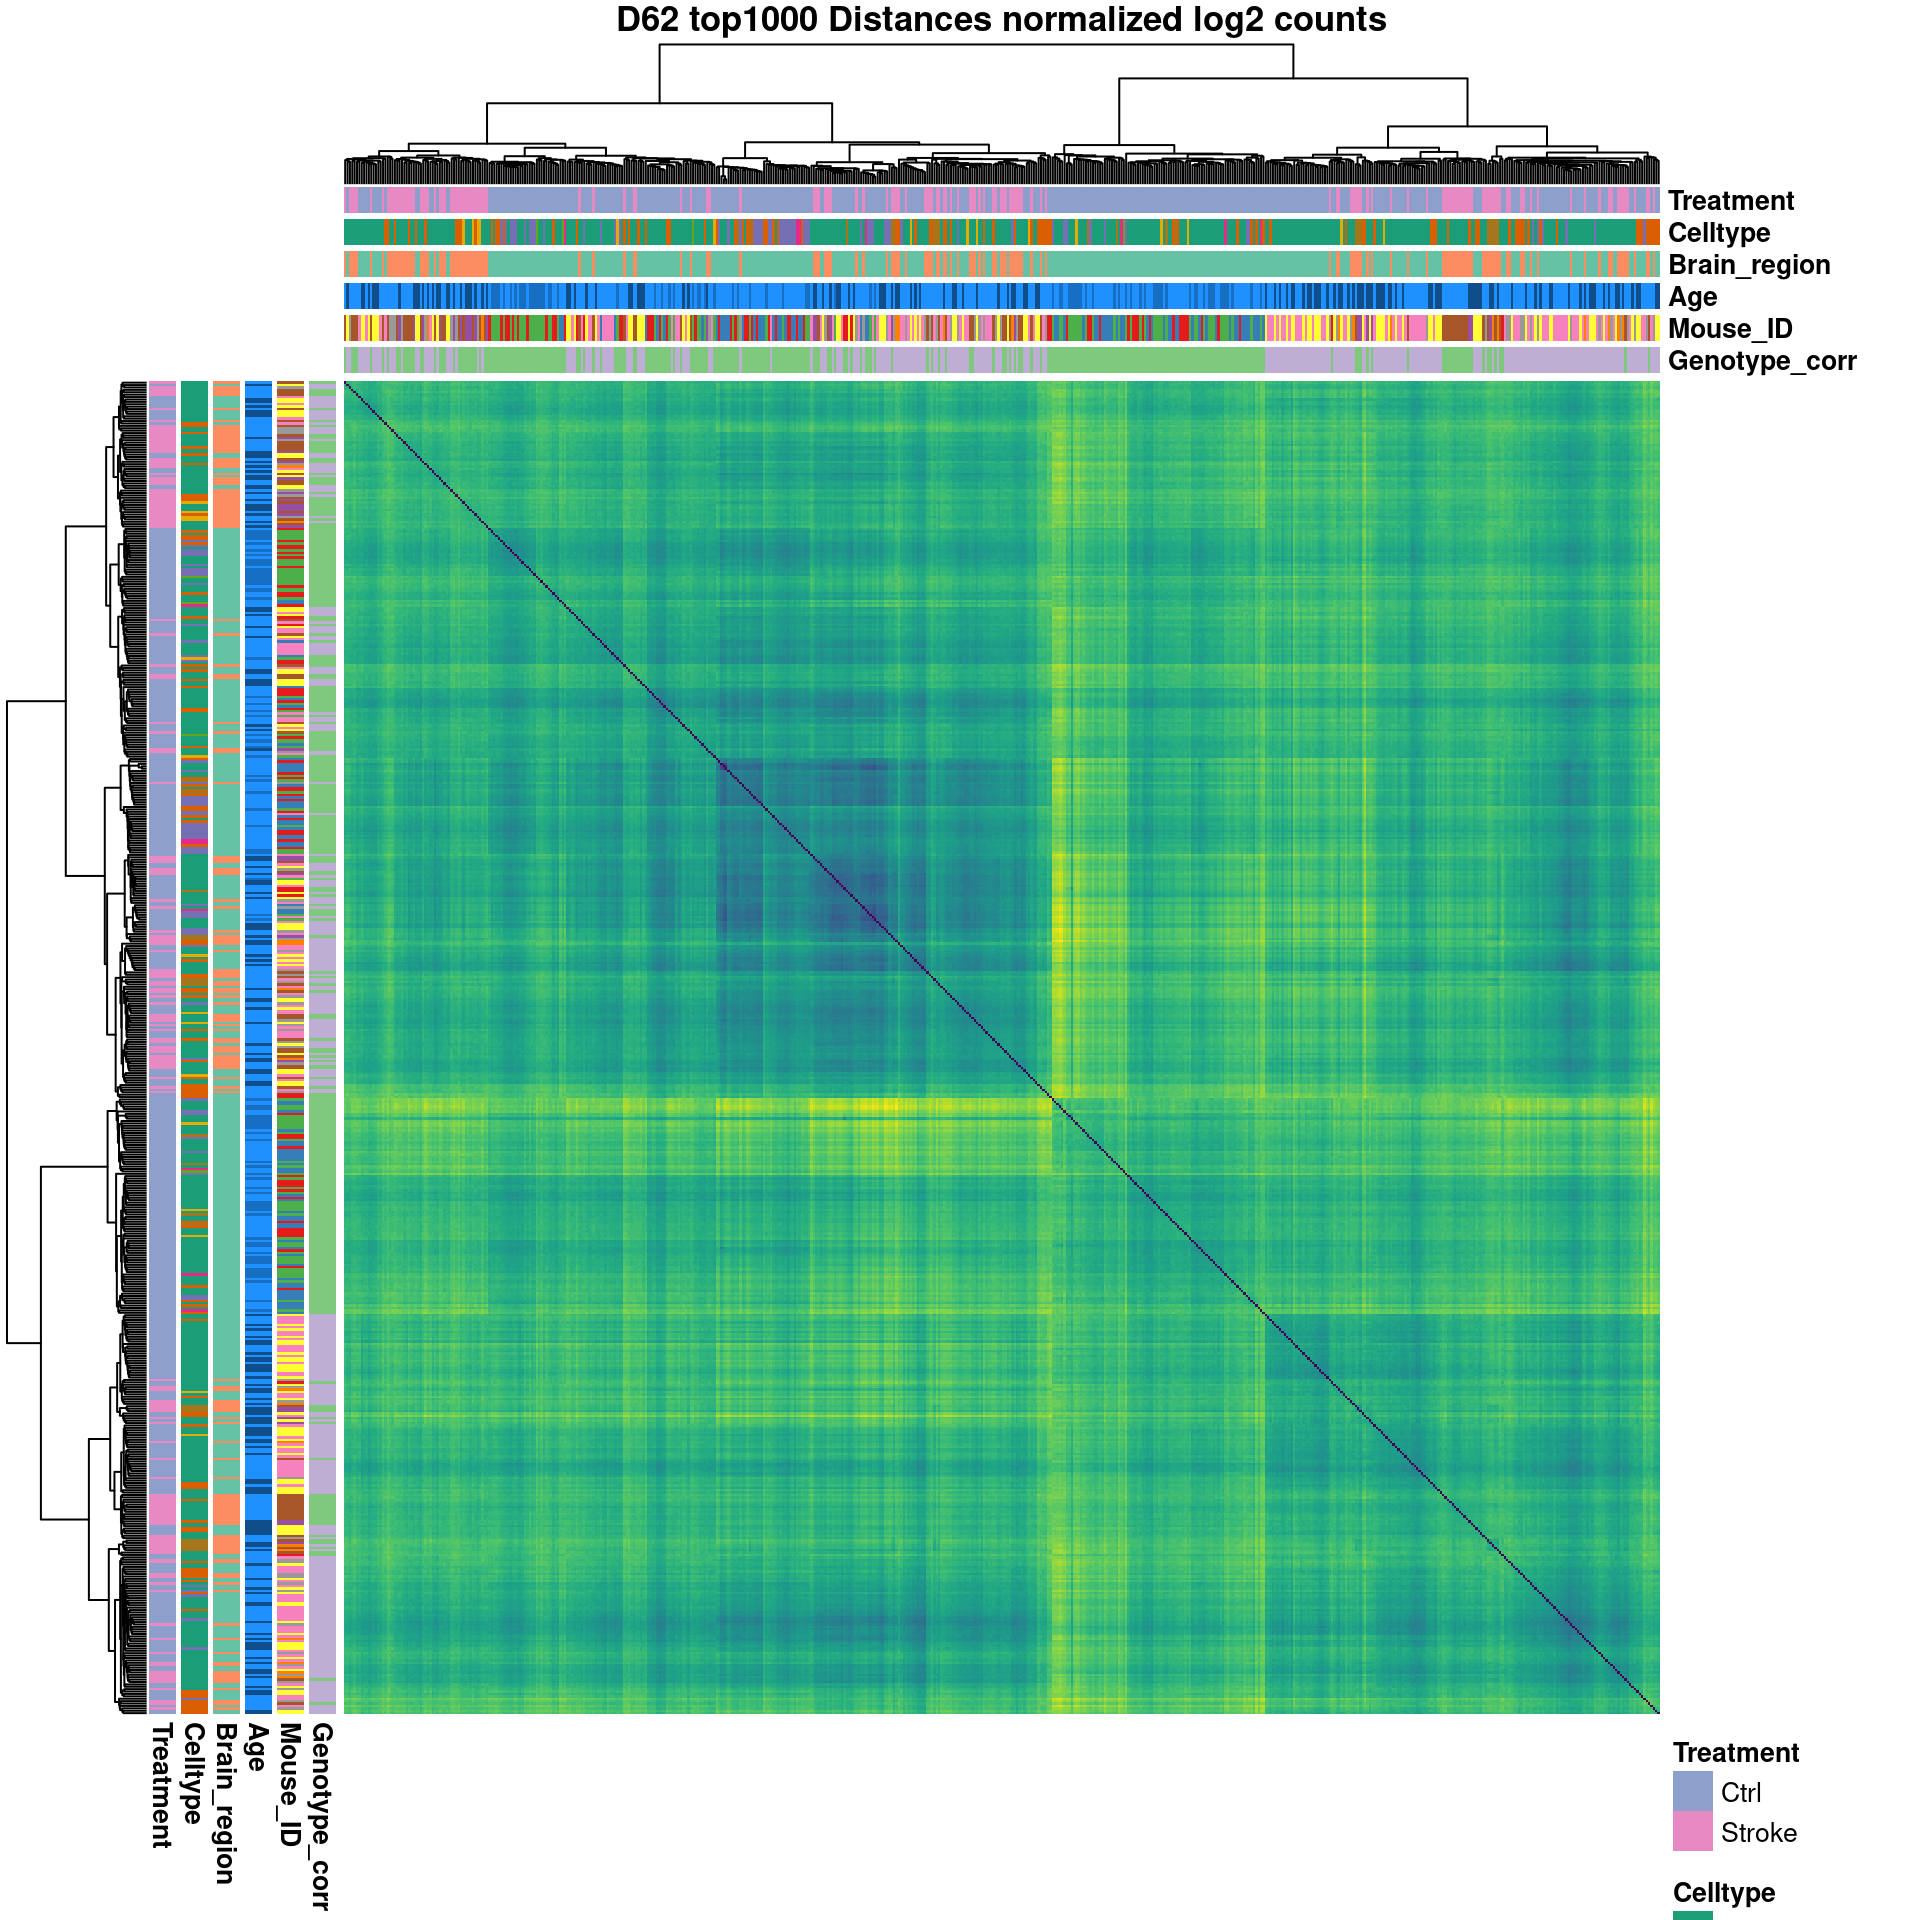 D62 top1000 Distances normalized log2 counts
Treatment
Celltype
Brain_region
Age
Mouse_ID
Genotype_corr
Treatment
Celltype
Brain_region
Age
Mouse_ID
Genotype_corr
Treatment
Ctrl
Stroke
Celltype